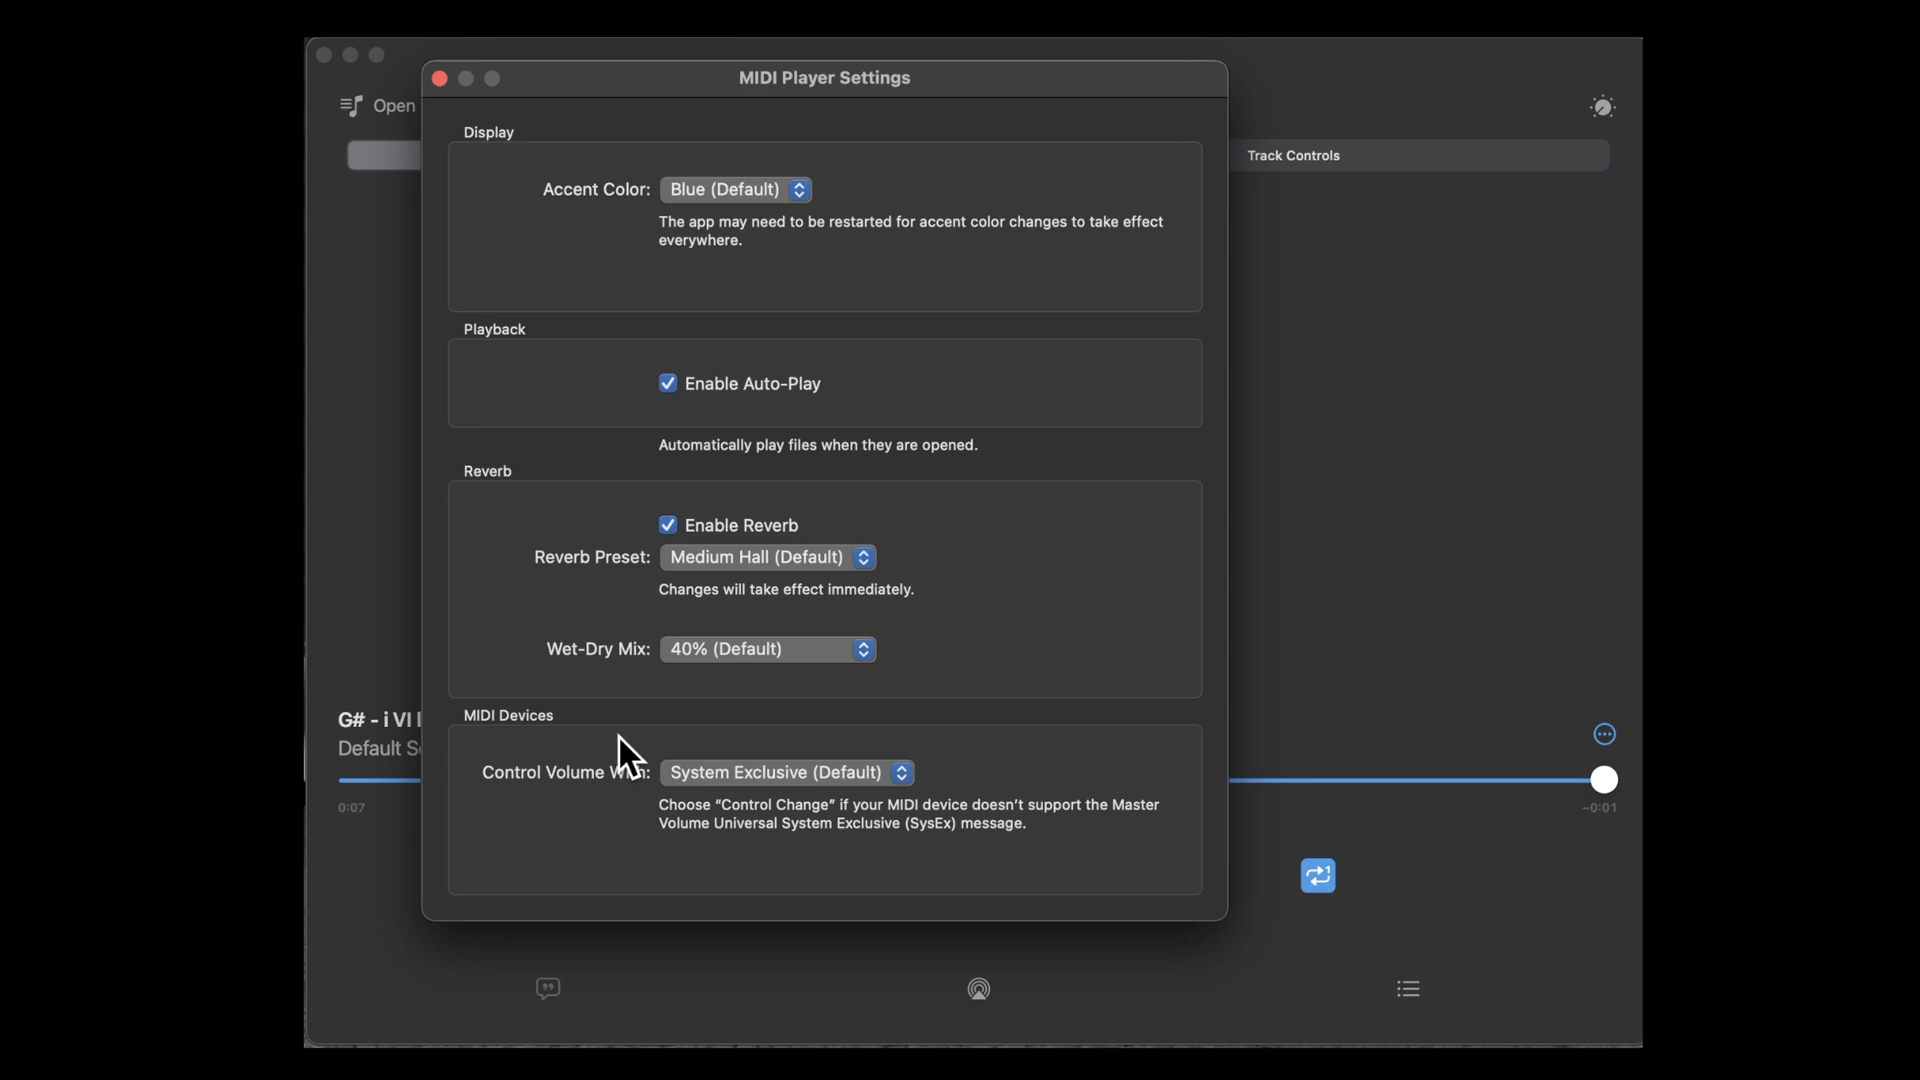 MIDI Player Settings
Open
Display
Track Controls
Accent Color: Blue (Default)
The app may need to be restarted for accent color changes to take effect
everywhere.
Playback
Enable Auto-Play
Automatically play files when they are opened.
Reverb
Enable Reverb
Reverb Preset: Medium Hall (Default)
Changes will take effect immediately.
Wet-Dry Mix: 40% (Default)
MIDI Devices
G# - i VI
Default
Control Volume With: System Exclusive (Default)
0:07
-0:01
Choose “Control Change” if your MIDI device doesn't support the Master
Volume Universal System Exclusive (SysEx) message.